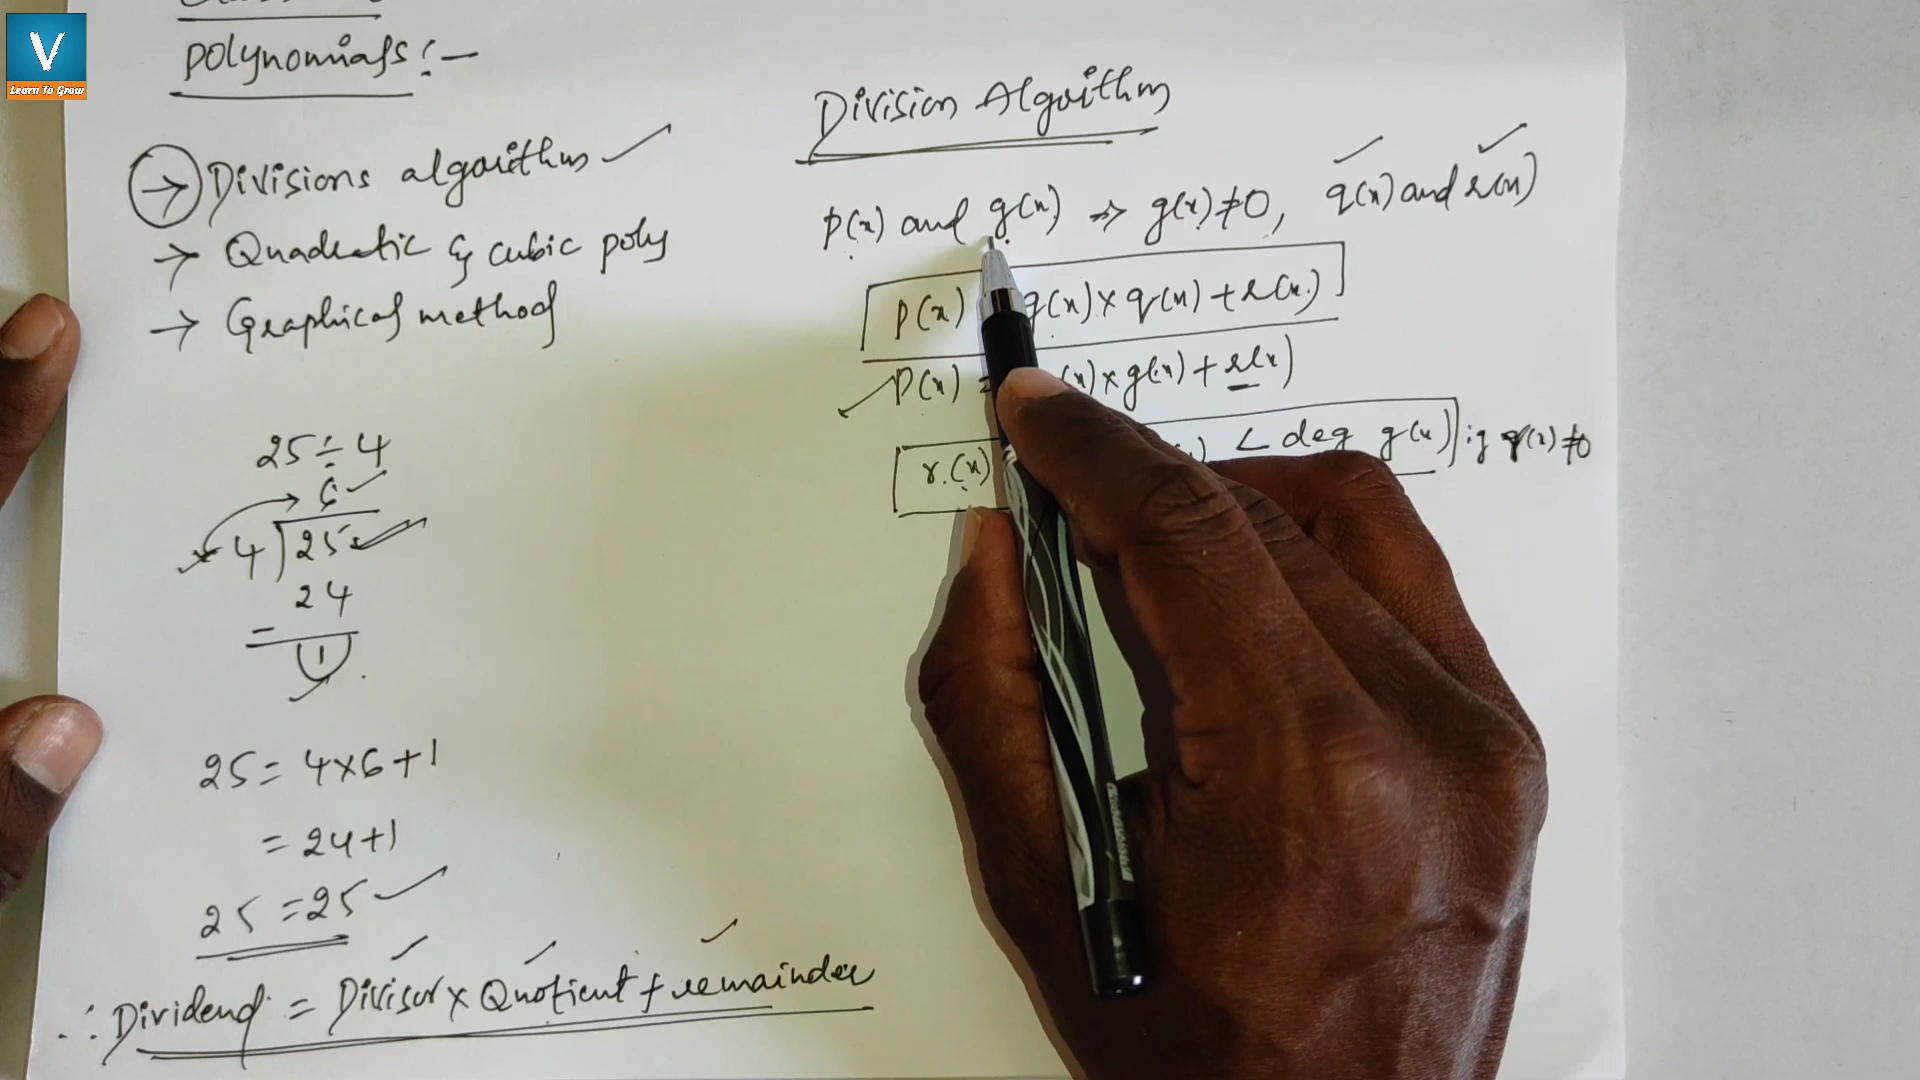 V
Learn To Grow
polynomials :-
→ Divisions algorithm ✓
→ Quadratic & cubic poly
→ Graphical method
25 ÷ 4
6 ✓
4 ) 25
24
-
1
25 = 4×6+1
= 24+1
25 = 25 ✓
∴ Dividend = Divisor × Quotient + remainder
Division Algorithm
p(x) and g(x) ⇒ g(x) ≠ 0, q(x) and r(x)
P(x) g(x) × q(x) + r(x)
P(x) = (x) × g(x) + r(x)
r(x) < deg g(x) if r(x) ≠ 0